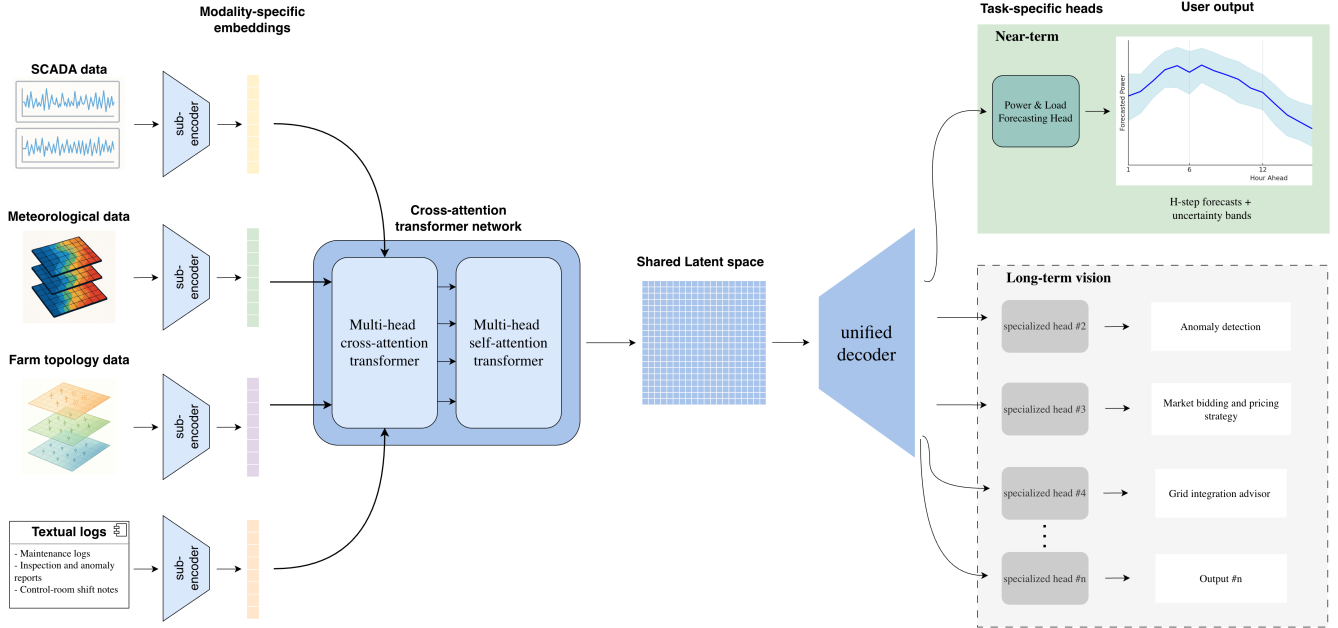 Modality-specific
embeddings
SCADA data
sub-
encoder
Meteorological data
sub-
encoder
Farm topology data
sub-
encoder
Textual logs
- Maintenance logs
- Inspection and anomaly
reports
- Control-room shift notes
sub-
encoder
Cross-attention
transformer network
Multi-head
cross-attention
transformer
Multi-head
self-attention
transformer
Shared Latent space
unified
decoder
Task-specific heads
User output
Near-term
Power & Load
Forecasting Head
Forecasted Power
1
6
12
Hour Ahead
H-step forecasts +
uncertainty bands
Long-term vision
specialized head #2
Anomaly detection
specialized head #3
Market bidding and pricing
strategy
specialized head #4
Grid integration advisor
specialized head #n
Output #n